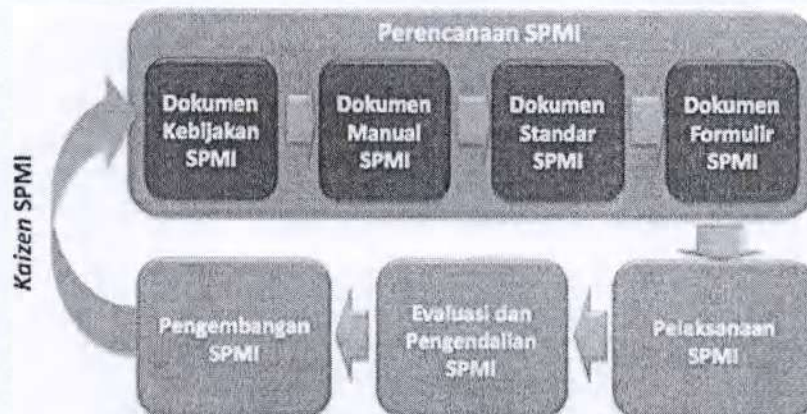 Perencanaan SPMI
Dokumen
Kebijakan
SPMI
Dokumen
Manual
SPMI
Dokumen
Standar
SPMI
Dokumen
Formulir
SPMI
Kaizen SPMI
Pengembangan
SPMI
Evaluasi dan
Pengendalian
SPMI
Pelaksanaan
SPMI